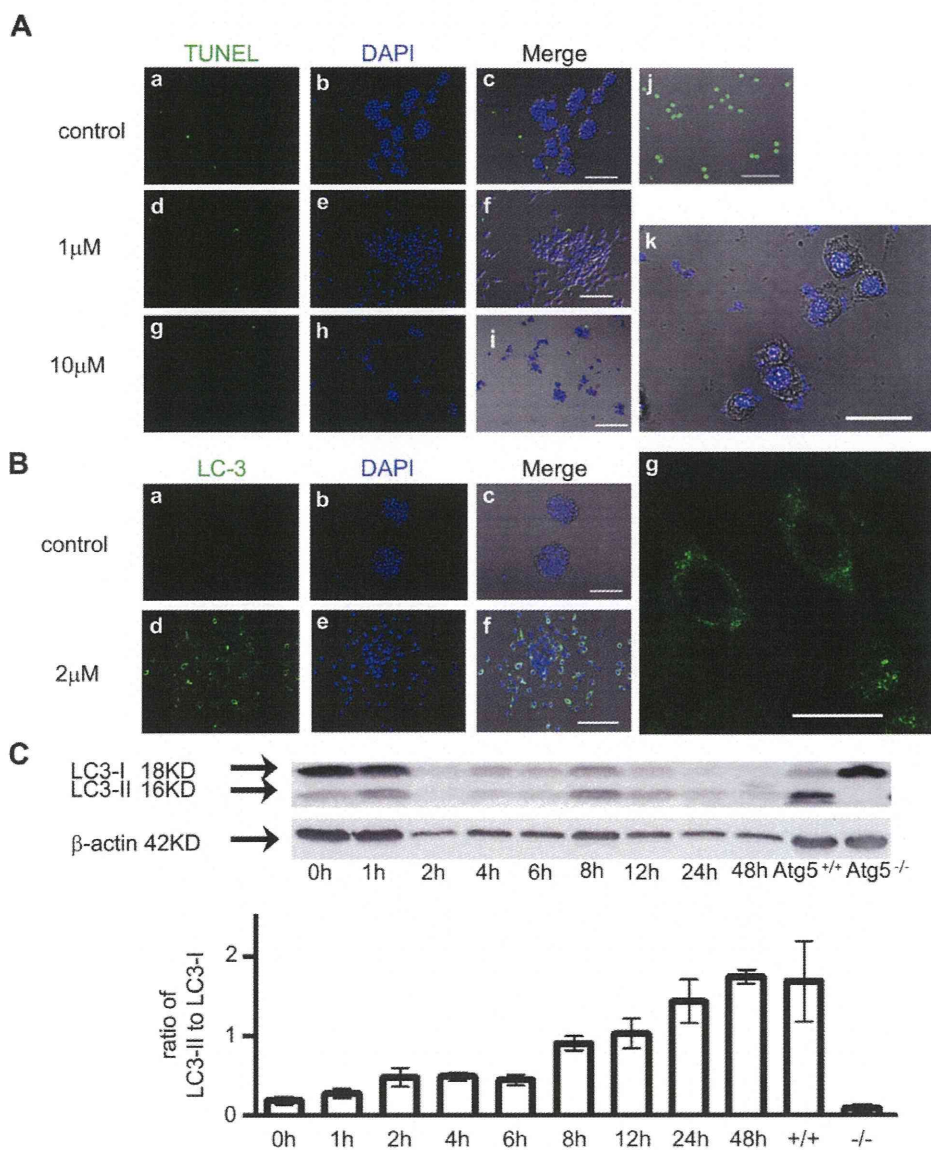 A
TUNEL DAPI Merge
control a b c j
1μM d e f
10μM g h i k
B
LC-3 DAPI Merge
control a b c g
2μM d e f
C
LC3-I 18KD
LC3-II 16KD
β-actin 42KD
0h 1h 2h 4h 6h 8h 12h 24h 48h Atg5 +/+ Atg5 -/-
ratio of
LC3-II to LC3-I
2
1
0
0h 1h 2h 4h 6h 8h 12h 24h 48h +/+ -/-